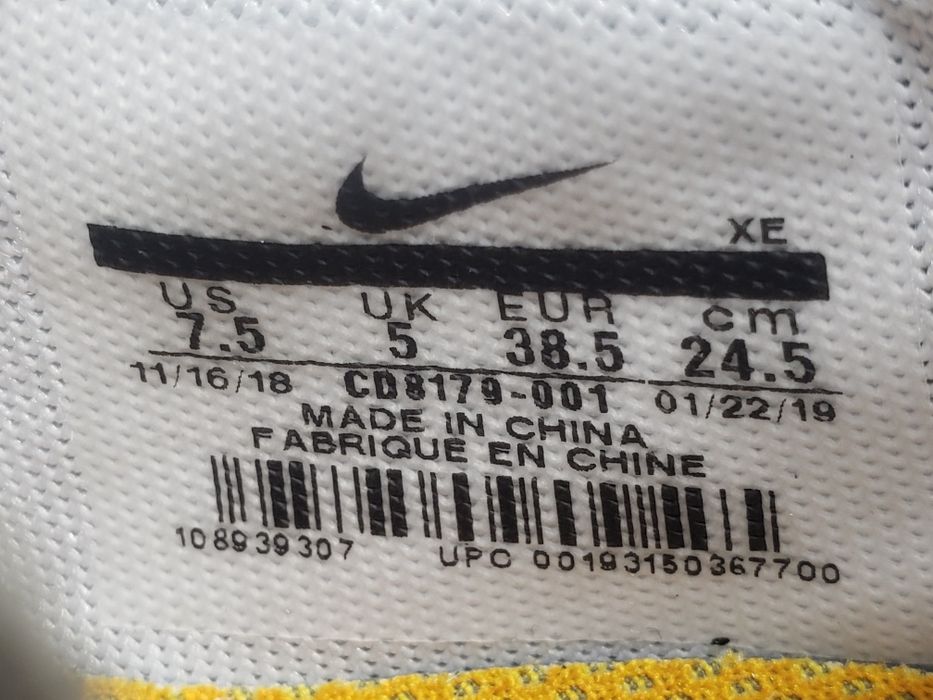 XE
US UK EUR cm
7.5 5 38.5 24.5
11/16/18 CD8179-001 01/22/19
MADE IN CHINA
FABRIQUE EN CHINE
108939307 UPC 00193150367700